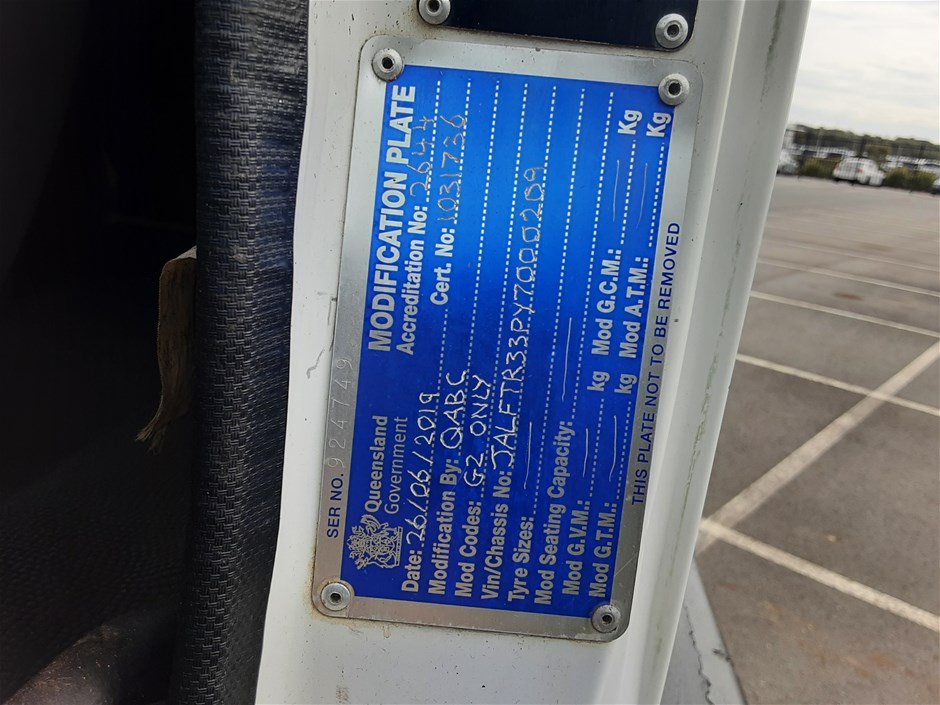 SER NO. 924749
Queensland Government MODIFICATION PLATE
Date: 26/06/2019 Accreditation No: 2644
Modification By: QABC Cert. No: 1031736
Mod Codes: G2 ONLY
Vin/Chassis No: JALFTR33PY7000289
Tyre Sizes:
Mod Seating Capacity:
Mod G.V.M.: kg Mod G.C.M.: Kg
Mod G.T.M.: kg Mod A.T.M.: Kg
THIS PLATE NOT TO BE REMOVED